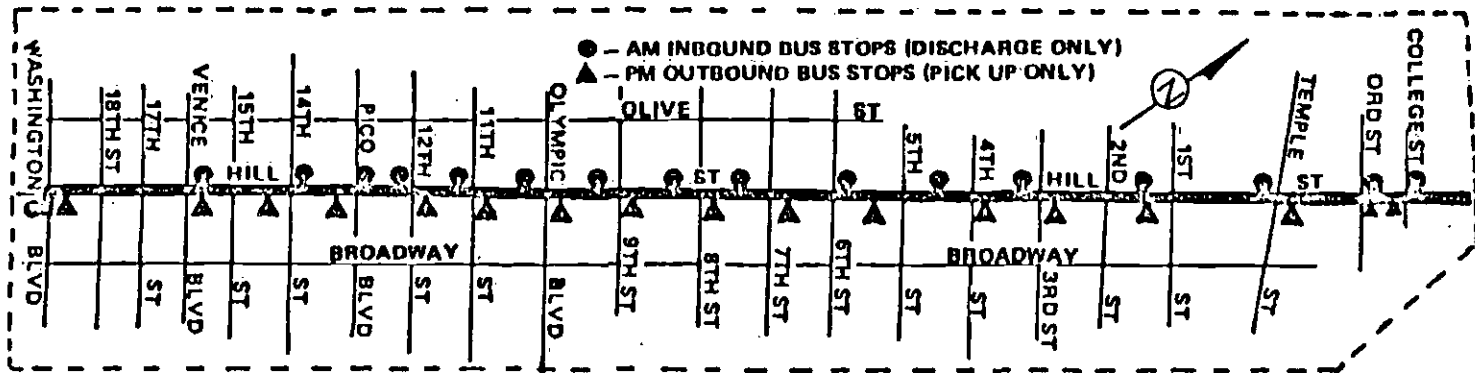 ● – AM INBOUND BUS STOPS (DISCHARGE ONLY)
▲ – PM OUTBOUND BUS STOPS (PICK UP ONLY)
WASHINGTON BLVD
18TH ST
17TH ST
VENICE BLVD
15TH ST
14TH ST
PICO BLVD
12TH ST
11TH ST
OLYMPIC BLVD
9TH ST
8TH ST
7TH ST
6TH ST
5TH ST
4TH ST
3RD ST
2ND ST
1ST ST
TEMPLE ST
ORD ST
COLLEGE ST
OLIVE ST
HILL ST HILL ST
BROADWAY BROADWAY
N